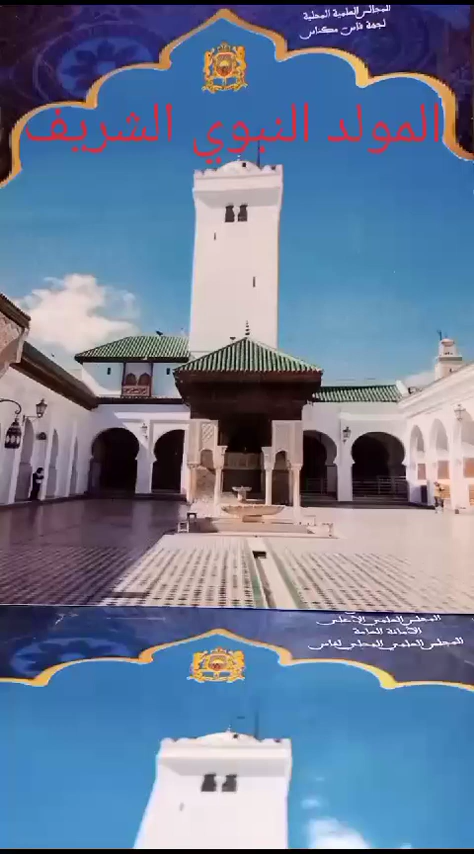 المجالس العلمية المحلية
لجهة فاس مكناس
المولد النبوي الشريف
المجلس العلمي الأعلى
الأمانة العامة
المجلس العلمي المحلي لفاس